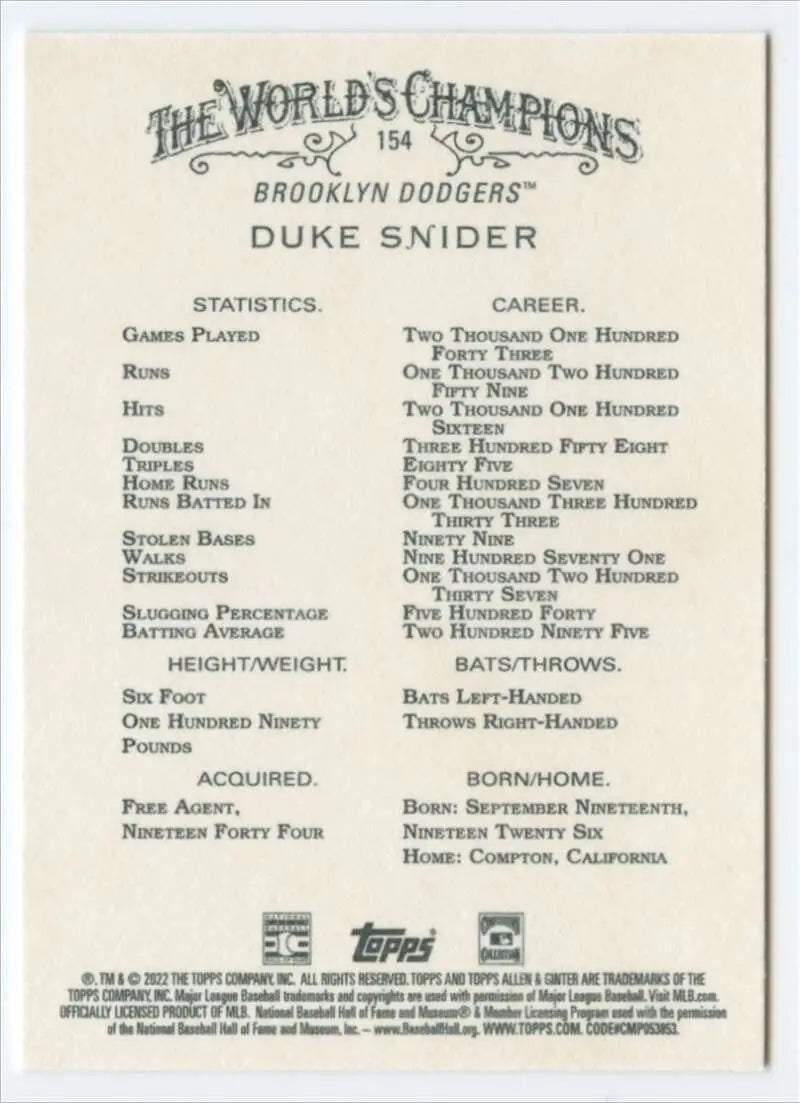 THE WORLD'S CHAMPIONS
154
BROOKLYN DODGERS™
DUKE SNIDER
STATISTICS. CAREER.
GAMES PLAYED TWO THOUSAND ONE HUNDRED
FORTY THREE
RUNS ONE THOUSAND TWO HUNDRED
FIFTY NINE
HITS TWO THOUSAND ONE HUNDRED
SIXTEEN
DOUBLES THREE HUNDRED FIFTY EIGHT
TRIPLES EIGHTY FIVE
HOME RUNS FOUR HUNDRED SEVEN
RUNS BATTED IN ONE THOUSAND THREE HUNDRED
THIRTY THREE
STOLEN BASES NINETY NINE
WALKS NINE HUNDRED SEVENTY ONE
STRIKEOUTS ONE THOUSAND TWO HUNDRED
THIRTY SEVEN
SLUGGING PERCENTAGE FIVE HUNDRED FORTY
BATTING AVERAGE TWO HUNDRED NINETY FIVE
HEIGHT/WEIGHT. BATS/THROWS.
SIX FOOT BATS LEFT-HANDED
ONE HUNDRED NINETY THROWS RIGHT-HANDED
POUNDS
ACQUIRED. BORN/HOME.
FREE AGENT, BORN: SEPTEMBER NINETEENTH,
NINETEEN FORTY FOUR NINETEEN TWENTY SIX
HOME: COMPTON, CALIFORNIA
NATIONAL BASEBALL Topps
®, TM & © 2022 THE TOPPS COMPANY, INC. ALL RIGHTS RESERVED. TOPPS AND TOPPS ALLEN & GINTER ARE TRADEMARKS OF THE
TOPPS COMPANY, INC. Major League Baseball trademarks and copyrights are used with permission of Major League Baseball. Visit MLB.com.
OFFICIALLY LICENSED PRODUCT OF MLB. National Baseball Hall of Fame and Museum® & Member Licensing Program used with the permission
of the National Baseball Hall of Fame and Museum, Inc. – www.BaseballHall.org. WWW.TOPPS.COM. CODE#CMP053853.